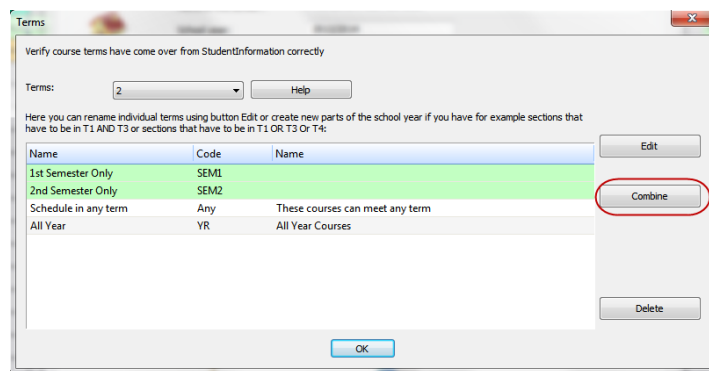 Terms
x
Verify course terms have come over from StudentInformation correctly
Terms: 2 Help
Here you can rename individual terms using button Edit or create new parts of the school year if you have for example sections that
have to be in T1 AND T3 or sections that have to be in T1 OR T3 Or T4:
Edit
Name Code Name
1st Semester Only SEM1
2nd Semester Only SEM2
Combine
Schedule in any term Any These courses can meet any term
All Year YR All Year Courses
Delete
OK